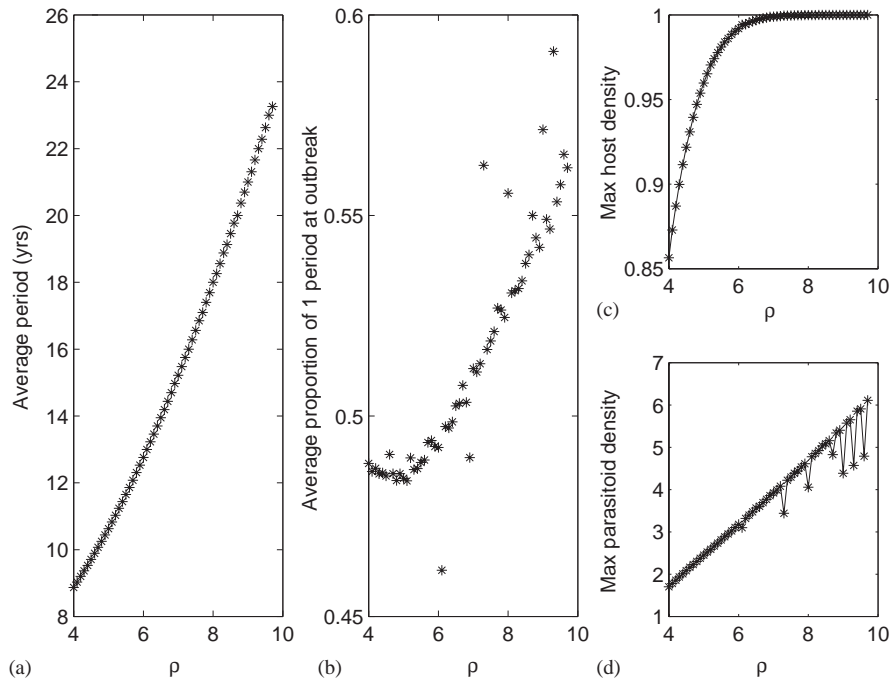 26
24
22
20
18
16
14
12
10
8
4 6 8 10
Average period (yrs)
(a) ρ
0.6
0.55
0.5
0.45
4 6 8 10
Average proportion of 1 period at outbreak
(b) ρ
1
0.95
0.9
0.85
4 6 8 10
Max host density
(c) ρ
7
6
5
4
3
2
1
4 6 8 10
Max parasitoid density
(d) ρ